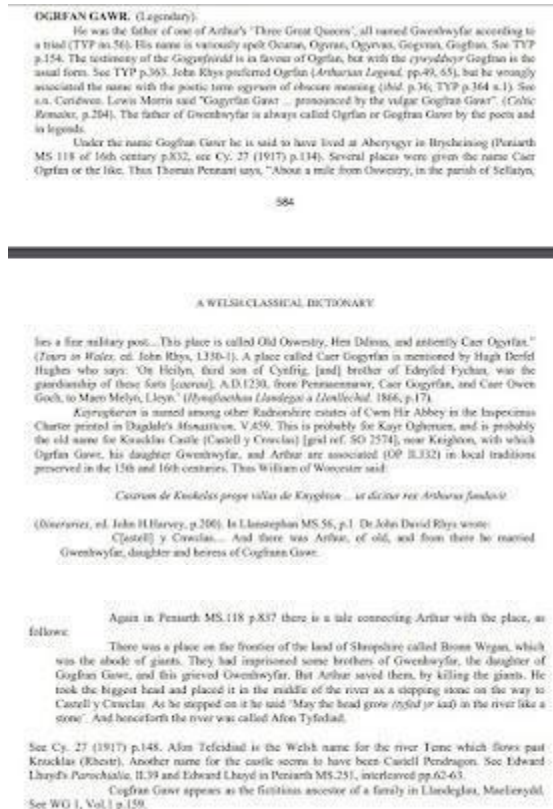 OGRFAN GAWR. (Legendary).
He was the father of one of Arthur's 'Three Great Queens', all named Gwenhwyfar according to
a triad (TYP no.56). His name is variously spelt Ocuran, Ogvran, Ogyrvan, Gogvran, Gogfran. See TYP
p.154. The testimony of the Gogynfeirdd is in favour of Ogrfan, but with the cywyddwyr Gogfran is the
usual form. See TYP p.363. John Rhys preferred Ogrfan (Arthurian Legend, pp.49, 65), but he wrongly
associated the name with the poetic term ogyrven of obscure meaning (ibid. p.36; TYP p.364 n.1). See
s.n. Ceridwen. Lewis Morris said "Gogyrfan Gawr ... pronounced by the vulgar Gogfran Gawr". (Celtic
Remains, p.204). The father of Gwenhwyfar is always called Ogrfan or Gogfran Gawr by the poets and
in legends.
Under the name Gogfran Gawr he is said to have lived at Aberysgyr in Brycheiniog (Peniarth
MS 118 of 16th century p.832, see Cy. 27 (1917) p.134). Several places were given the name Caer
Ogrfan or the like. Thus Thomas Pennant says, "About a mile from Oswestry, in the parish of Sellatyn,
584
A WELSH CLASSICAL DICTIONARY
lies a fine military post... This place is called Old Oswestry, Hen Ddinas, and antiently Caer Ogyrfan."
(Tours in Wales, ed. John Rhys, I.330-1). A place called Caer Gogyrfan is mentioned by Hugh Derfel
Hughes who says: 'On Heilyn, third son of Cynfrig, [and] brother of Ednyfed Fychan, was the
guardianship of these forts [caerau], A.D.1230, from Penmaenmawr, Caer Gogyrfan, and Caer Owen
Goch, to Maen Melyn, Lleyn.' (Hynafiaethau Llandegai a Llanllechid, 1866, p.17).
Kayrogheren is named among other Radnorshire estates of Cwm Hir Abbey in the Inspeximus
Charter printed in Dugdale's Monasticon, V.459. This is probably for Kaye Ogheruen, and is probably
the old name for Knucklas Castle (Castell y Cnwclas) [grid ref. SO 2574], near Knighton, with which
Ogrfan Gawr, his daughter Gwenhwyfar, and Arthur are associated (OP II.332) in local traditions
preserved in the 15th and 16th centuries. Thus William of Worcester said:
Castrum de Knokelas prope villas de Knyghton ... ut dicitur rex Arthurus fundavit
(Itineraries, ed. John H.Harvey, p.200). In Llanstephan MS.56, p.1 Dr.John David Rhys wrote:
C[astell] y Cnwclas... And there was Arthur, of old, and from there he married
Gwenhwyfar, daughter and heiress of Cogfrann Gawr.
Again in Peniarth MS.118 p.837 there is a tale connecting Arthur with the place, as
follows:
There was a place on the frontier of the land of Shropshire called Bronn Wrgan, which
was the abode of giants. They had imprisoned some brothers of Gwenhwyfar, the daughter of
Gogfran Gawr, and this grieved Gwenhwyfar. But Arthur saved them, by killing the giants. He
took the biggest head and placed it in the middle of the river as a stepping stone on the way to
Castell y Cnwclas. As he stepped on it he said 'May the head grow (tyfed yr iad) in the river like a
stone'. And henceforth the river was called Afon Tyfediad.
See Cy. 27 (1917) p.148. Afon Tefeidiad is the Welsh name for the river Teme which flows past
Knucklas (Rhestr). Another name for the castle seems to have been Castell Pendragon. See Edward
Lhuyd's Parochialia, II.39 and Edward Lhuyd in Peniarth MS.251, interleaved pp.62-63.
Cogfran Gawr appears as the fictitious ancestor of a family in Llandeglau, Maelienydd.
See WG 1, Vol.1 p.159.